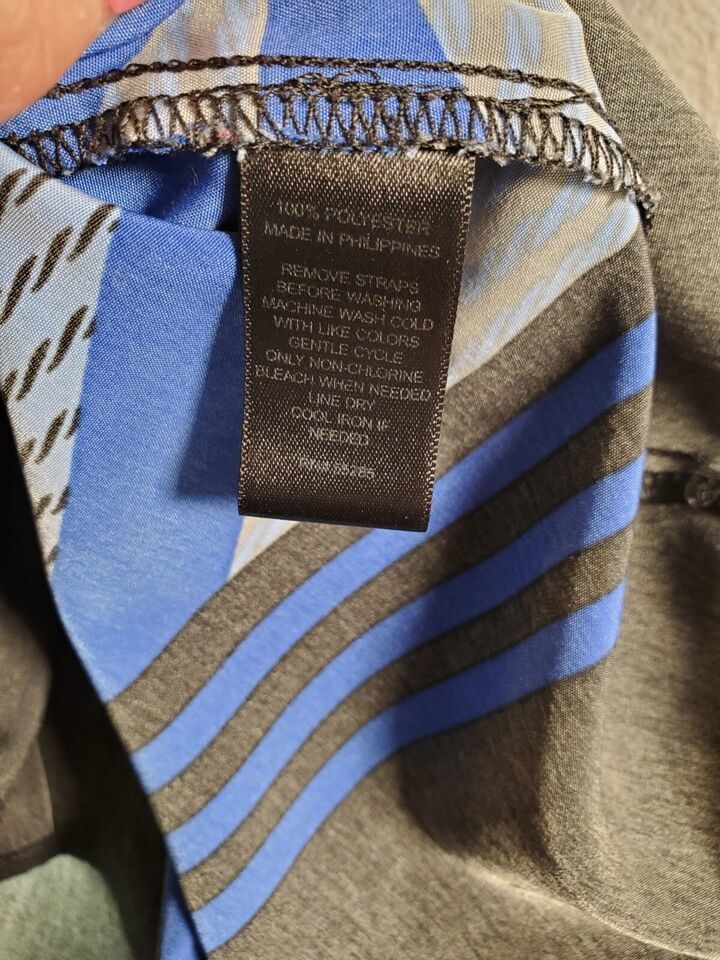 100% POLYESTER
MADE IN PHILIPPINES
REMOVE STRAPS
BEFORE WASHING
MACHINE WASH COLD
WITH LIKE COLORS
GENTLE CYCLE
ONLY NON-CHLORINE
BLEACH WHEN NEEDED
LINE DRY
COOL IRON IF
NEEDED